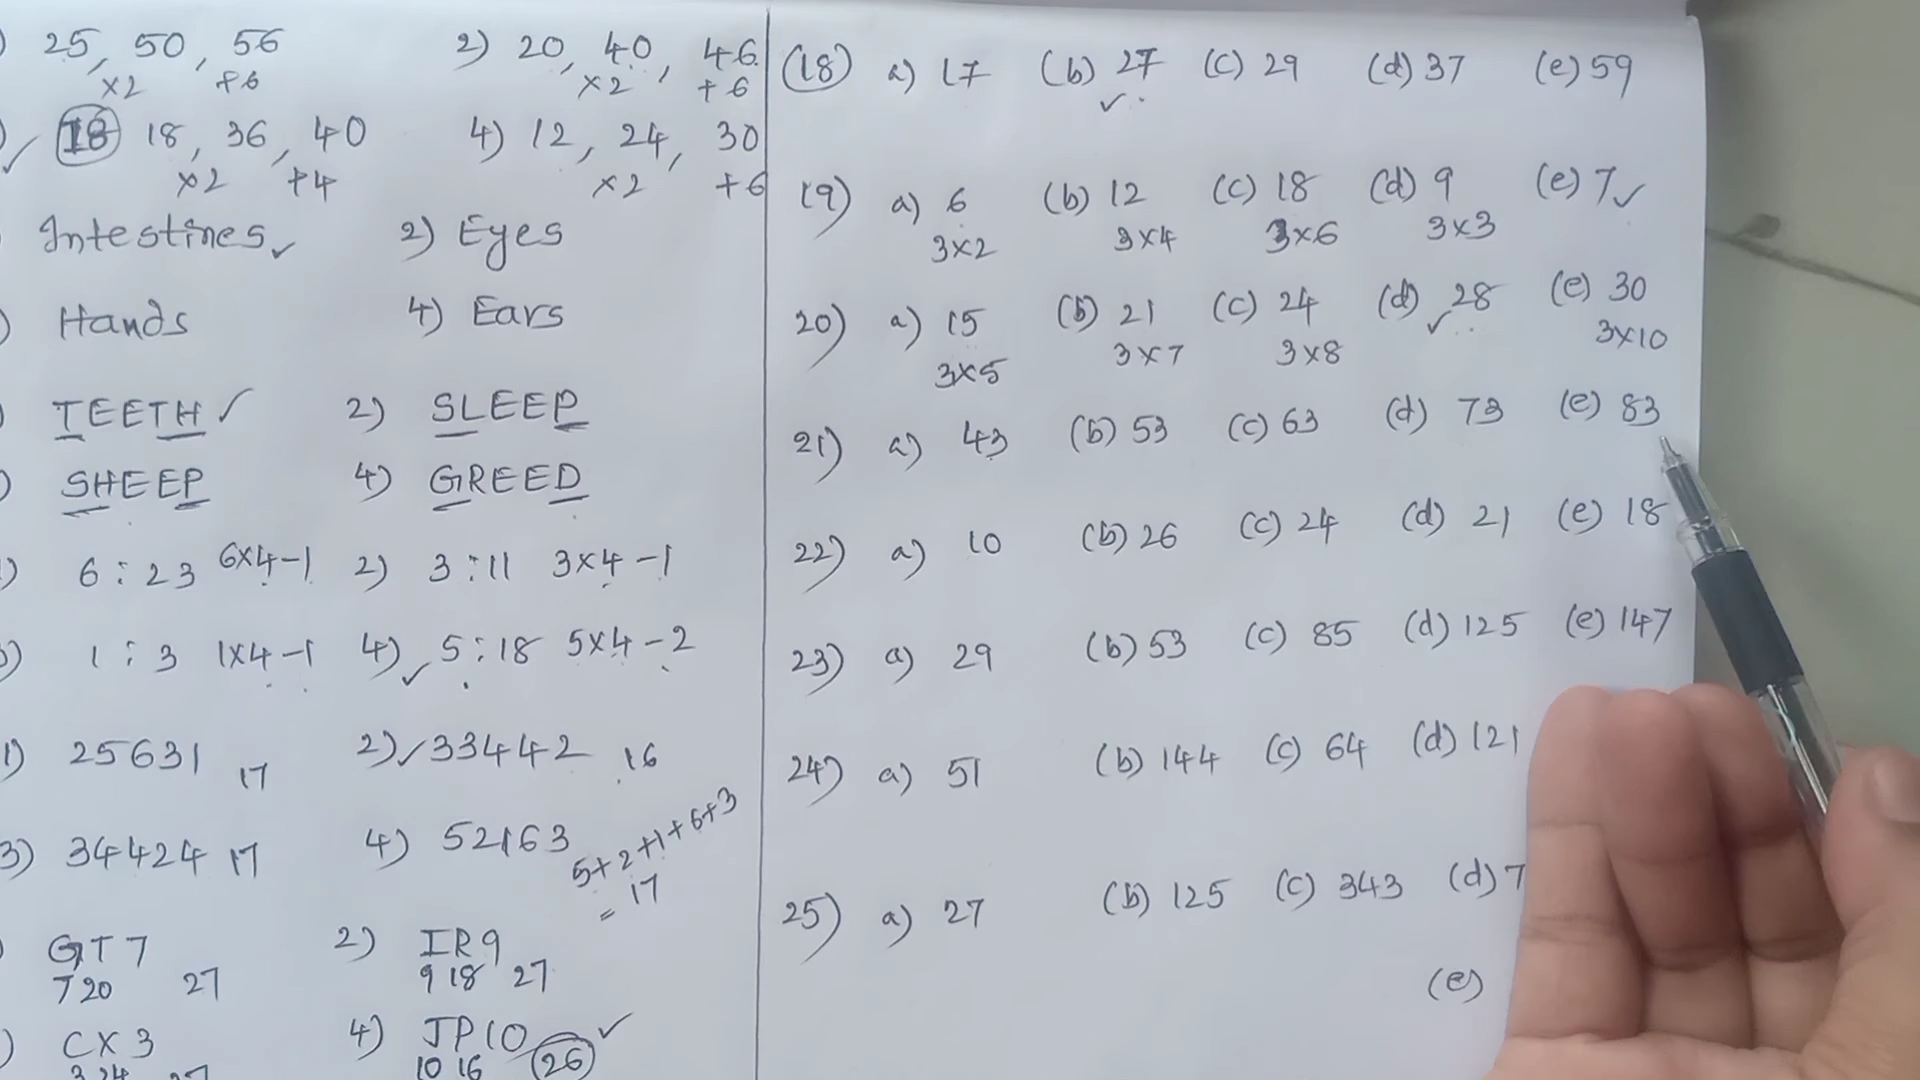 ) 25, 50, 56 2) 20, 40, 46
×2 +6 ×2 +6
) 18, 36, 40 4) 12, 24, 30
×2 +4 ×2 +6
Intestines 2) Eyes
) Hands 4) Ears
) TEETH 2) SLEEP
) SHEEP 4) GREED
) 6 : 23 6×4-1 2) 3 : 11 3×4-1
) 1 : 3 1×4-1 4) 5 : 18 5×4-2
1) 25631 17 2) 33442 16
3) 34424 17 4) 52163
5+2+1+6+3
= 17
) GT7 2) IR9
7 20 27 9 18 27
) CX3 4) JP10
3 24 27 10 16 26
(18) a) 17 (b) 27 (c) 29 (d) 37 (e) 59
19) a) 6 (b) 12 (c) 18 (d) 9 (e) 7
3×2 3×4 3×6 3×3
20) a) 15 (b) 21 (c) 24 (d) 28 (e) 30
3×5 3×7 3×8 3×10
21) a) 43 (b) 53 (c) 63 (d) 73 (e) 83
22) a) 10 (b) 26 (c) 24 (d) 21 (e) 18
23) a) 29 (b) 53 (c) 85 (d) 125 (e) 147
24) a) 51 (b) 144 (c) 64 (d) 121
25) a) 27 (b) 125 (c) 343 (d) 7
(e)